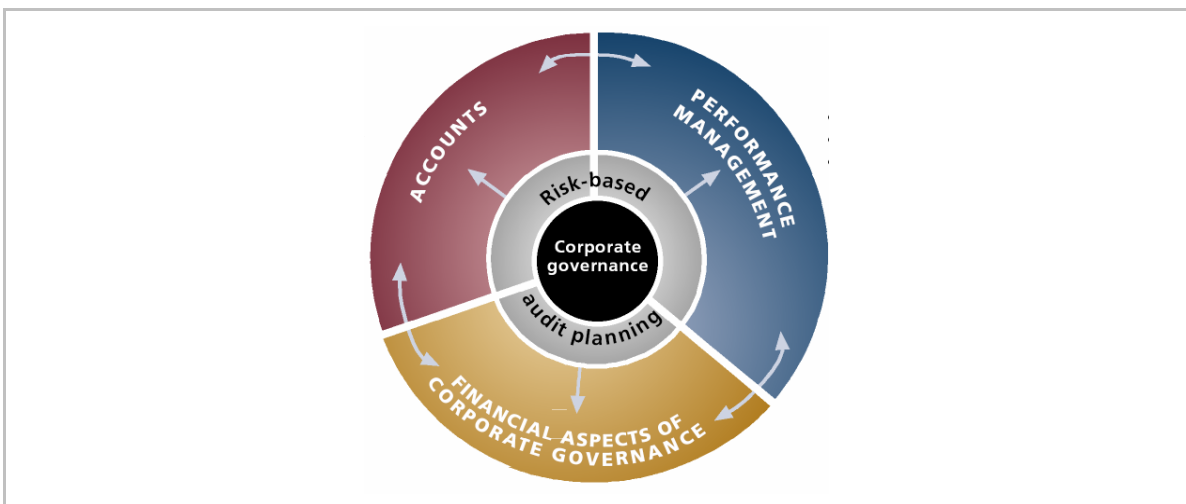 ACCOUNTS
PERFORMANCE
MANAGEMENT
Risk-based
Corporate
governance
audit planning
FINANCIAL ASPECTS OF
CORPORATE GOVERNANCE